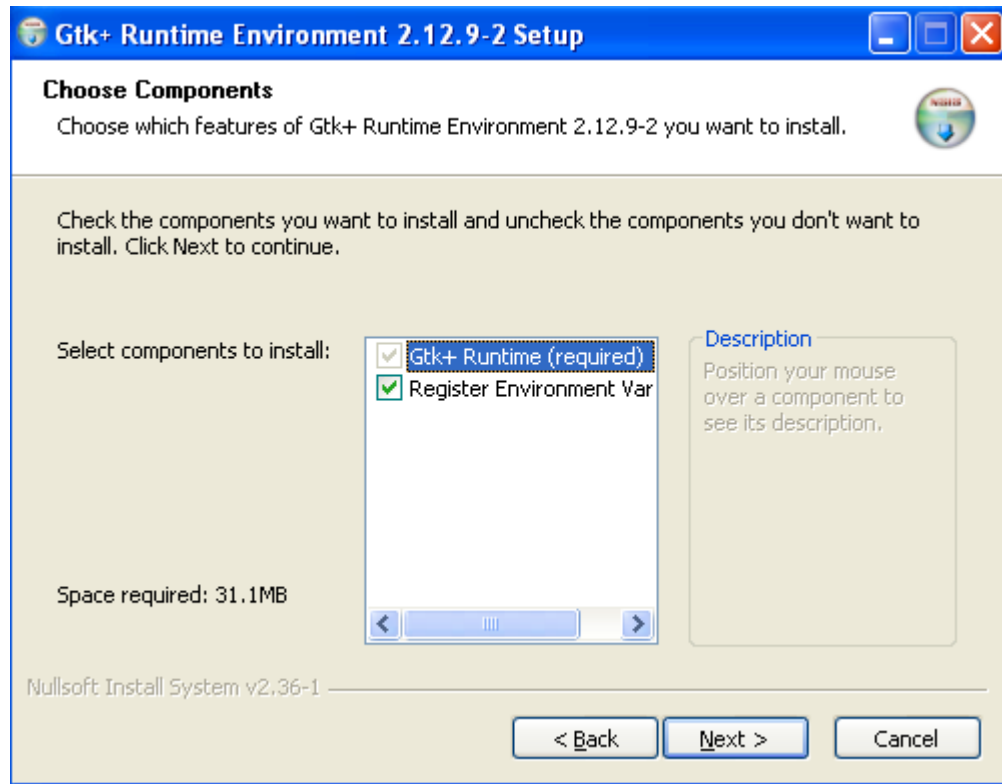 Gtk+ Runtime Environment 2.12.9-2 Setup
Choose Components
Choose which features of Gtk+ Runtime Environment 2.12.9-2 you want to install.
Check the components you want to install and uncheck the components you don't want to
install. Click Next to continue.
Select components to install:
Gtk+ Runtime (required)
Register Environment Var
Description
Position your mouse
over a component to
see its description.
Space required: 31.1MB
Nullsoft Install System v2.36-1
< Back
Next >
Cancel